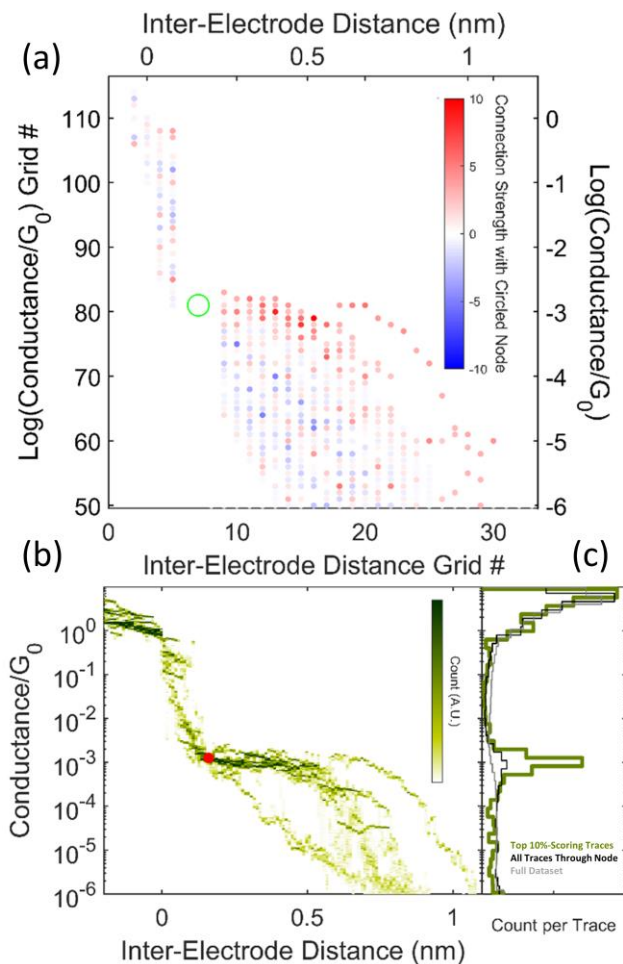 Inter-Electrode Distance (nm)
0 0.5 1
(a)
110
100
90
80
70
60
50
Log(Conductance/G0) Grid #
10
5
0
-5
-10
Connection Strength with Circled Node
0
-1
-2
-3
-4
-5
-6
Log(Conductance/G0)
0 10 20 30
(b) Inter-Electrode Distance Grid # (c)
10^0
10^-1
10^-2
10^-3
10^-4
10^-5
10^-6
Conductance/G0
Count (A.U.)
Top 10%-Scoring Traces
All Traces Through Node
Full Dataset
0 0.5 1
Count per Trace
Inter-Electrode Distance (nm)